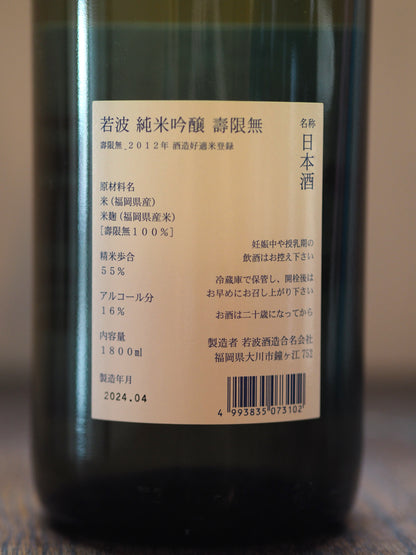 若波 純米吟醸 壽限無
壽限無_2012年 酒造好適米登録
名称
日本酒
原材料名
米(福岡県産)
米麹(福岡県産米)
[壽限無100%]
精米歩合
55%
アルコール分
16%
内容量
1800ml
製造年月
2024.04
妊娠中や授乳期の
飲酒はお控え下さい
冷蔵庫で保管し、開栓後は
お早めにお召し上がり下さい
お酒は二十歳になってから
製造者 若波酒造合名会社
福岡県大川市鐘ヶ江752
4 993835 073102